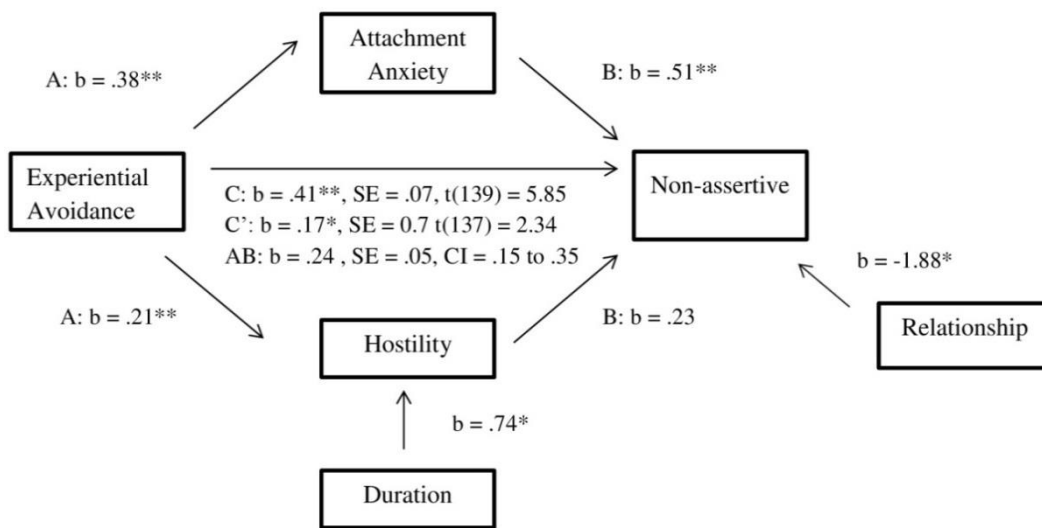 Attachment
Anxiety
A: b = .38**
B: b = .51**
Experiential
Avoidance
Non-assertive
C: b = .41**, SE = .07, t(139) = 5.85
C’: b = .17*, SE = 0.7 t(137) = 2.34
AB: b = .24 , SE = .05, CI = .15 to .35
b = -1.88*
A: b = .21**
B: b = .23
Hostility
Relationship
b = .74*
Duration